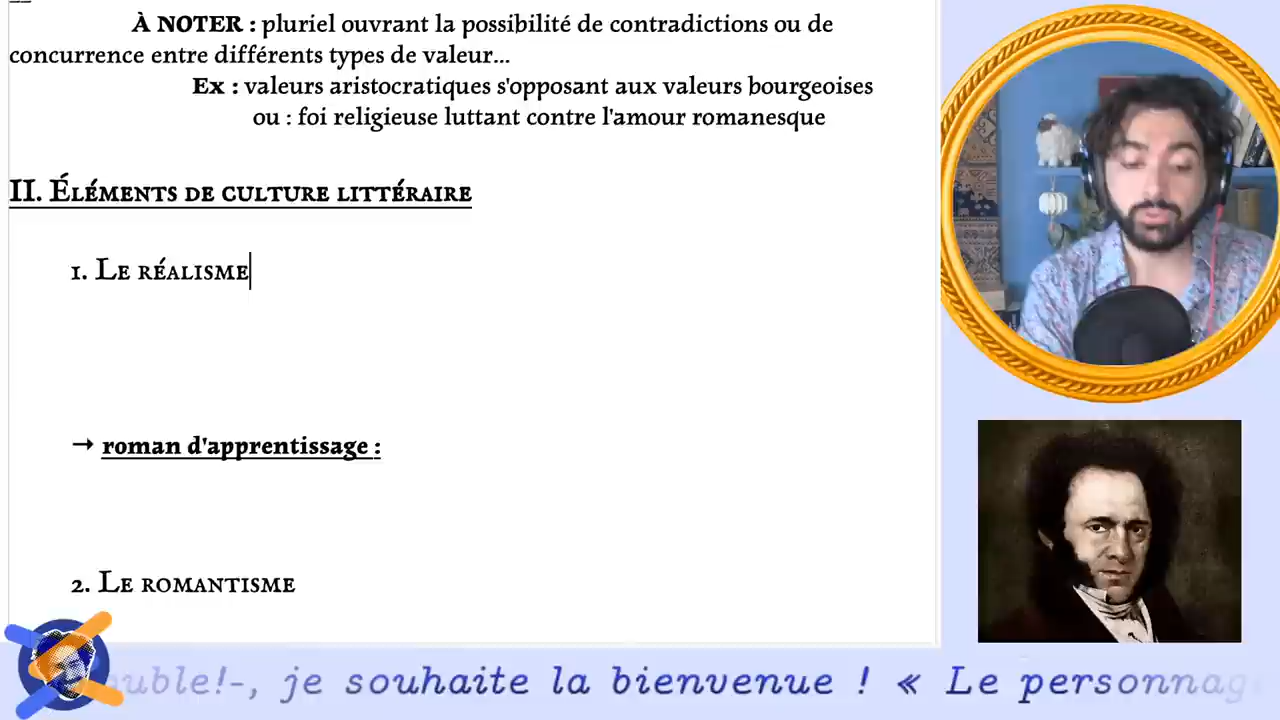 À NOTER : pluriel ouvrant la possibilité de contradictions ou de
concurrence entre différents types de valeur...
Ex : valeurs aristocratiques s'opposant aux valeurs bourgeoises
ou : foi religieuse luttant contre l'amour romanesque
II. ÉLÉMENTS DE CULTURE LITTÉRAIRE
1. LE RÉALISME
→ roman d'apprentissage :
2. LE ROMANTISME
uble!-, je souhaite la bienvenue ! « Le personnag